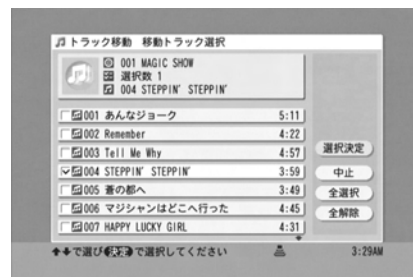 トラック移動 移動トラック選択
001 MAGIC SHOW
選択数 1
004 STEPPIN' STEPPIN'
001 あんなジョーク 5:11
002 Remember 4:22
003 Tell Me Why 4:57
004 STEPPIN' STEPPIN' 3:59
005 蒼の都へ 3:49
006 マジシャンはどこへ行った 4:45
007 HAPPY LUCKY GIRL 4:31
選択決定
中止
全選択
全解除
↑↓で選び決定で選択してください 3:29AM